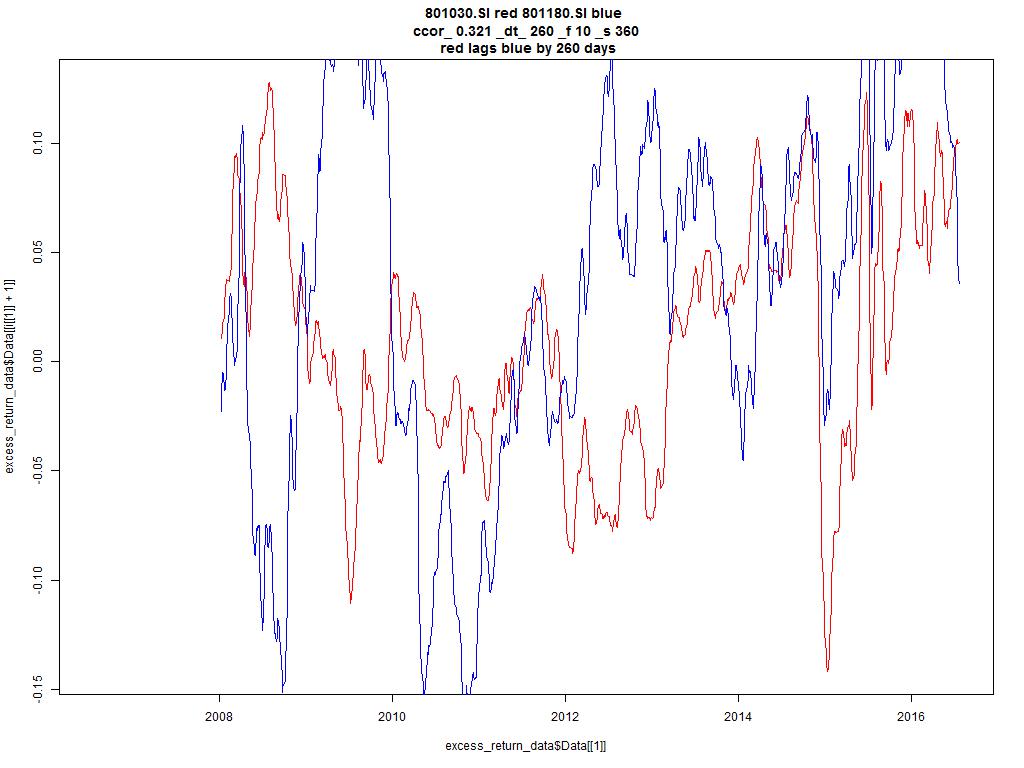 801030.SI red 801180.SI blue
ccor_ 0.321 _dt_ 260 _f 10 _s 360
red lags blue by 260 days
excess_return_data$Data[[i[1]] + 1]]
0.10
0.05
0.00
-0.05
-0.10
-0.15
2008
2010
2012
2014
2016
excess_return_data$Data[[1]]